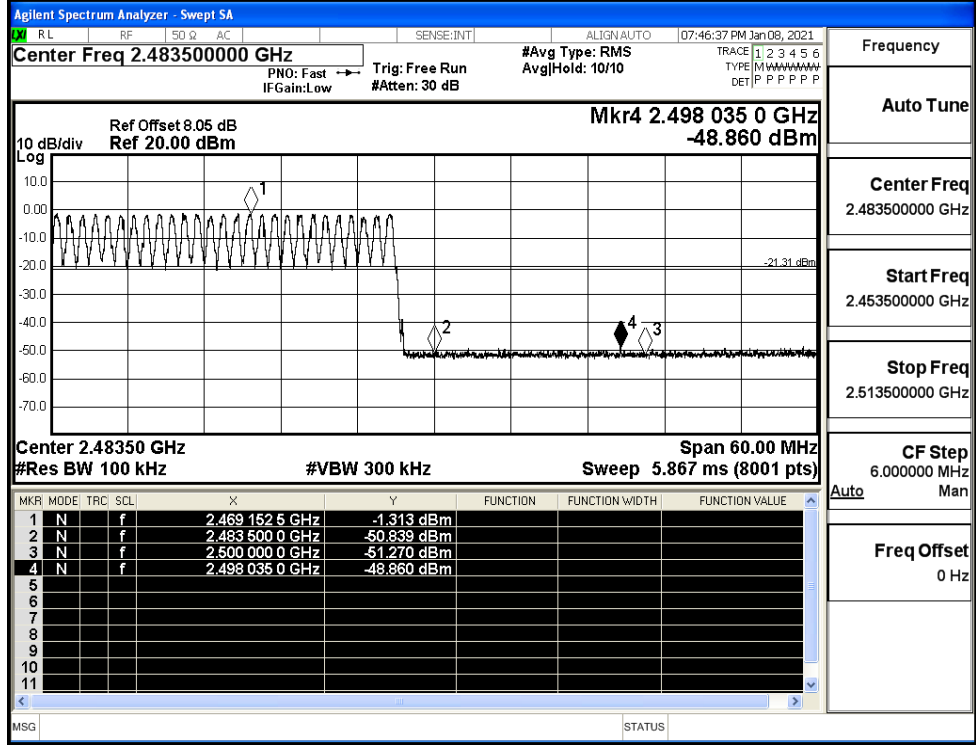 Agilent Spectrum Analyzer - Swept SA
LXI RL RF 50 Ω AC SENSE:INT ALIGNAUTO 07:46:37 PM Jan 08, 2021
Center Freq 2.483500000 GHz
PNO: Fast
IFGain:Low
Trig: Free Run
#Atten: 30 dB
#Avg Type: RMS
Avg|Hold: 10/10
TRACE 1 2 3 4 5 6
TYPE M W W W W W
DET P P P P P P
Ref Offset 8.05 dB
10 dB/div Ref 20.00 dBm
Log
Mkr4 2.498 035 0 GHz
-48.860 dBm
10.0
0.00
-10.0
-20.0
-30.0
-40.0
-50.0
-60.0
-70.0
1
-21.31 dBm
2
4
3
Center 2.48350 GHz Span 60.00 MHz
#Res BW 100 kHz #VBW 300 kHz Sweep 5.867 ms (8001 pts)
MKR MODE TRC SCL X Y FUNCTION FUNCTION WIDTH FUNCTION VALUE
1 N f 2.469 152 5 GHz -1.313 dBm
2 N f 2.483 500 0 GHz -50.839 dBm
3 N f 2.500 000 0 GHz -51.270 dBm
4 N f 2.498 035 0 GHz -48.860 dBm
5
6
7
8
9
10
11
MSG STATUS
Frequency
Auto Tune
Center Freq
2.483500000 GHz
Start Freq
2.453500000 GHz
Stop Freq
2.513500000 GHz
CF Step
6.000000 MHz
Auto Man
Freq Offset
0 Hz